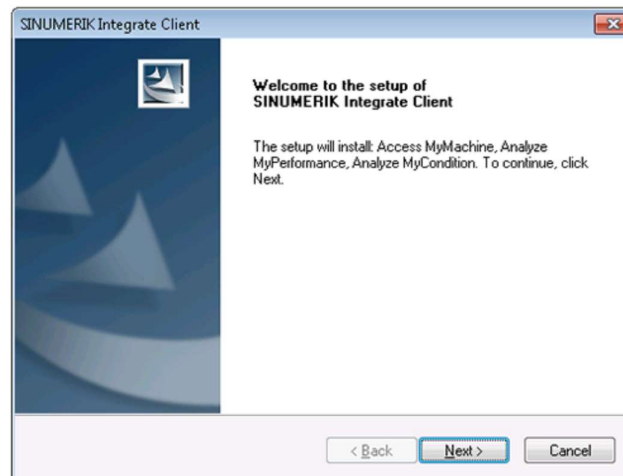 SINUMERIK Integrate Client
Welcome to the setup of
SINUMERIK Integrate Client
The setup will install: Access MyMachine, Analyze
MyPerformance, Analyze MyCondition. To continue, click
Next.
< Back
Next >
Cancel